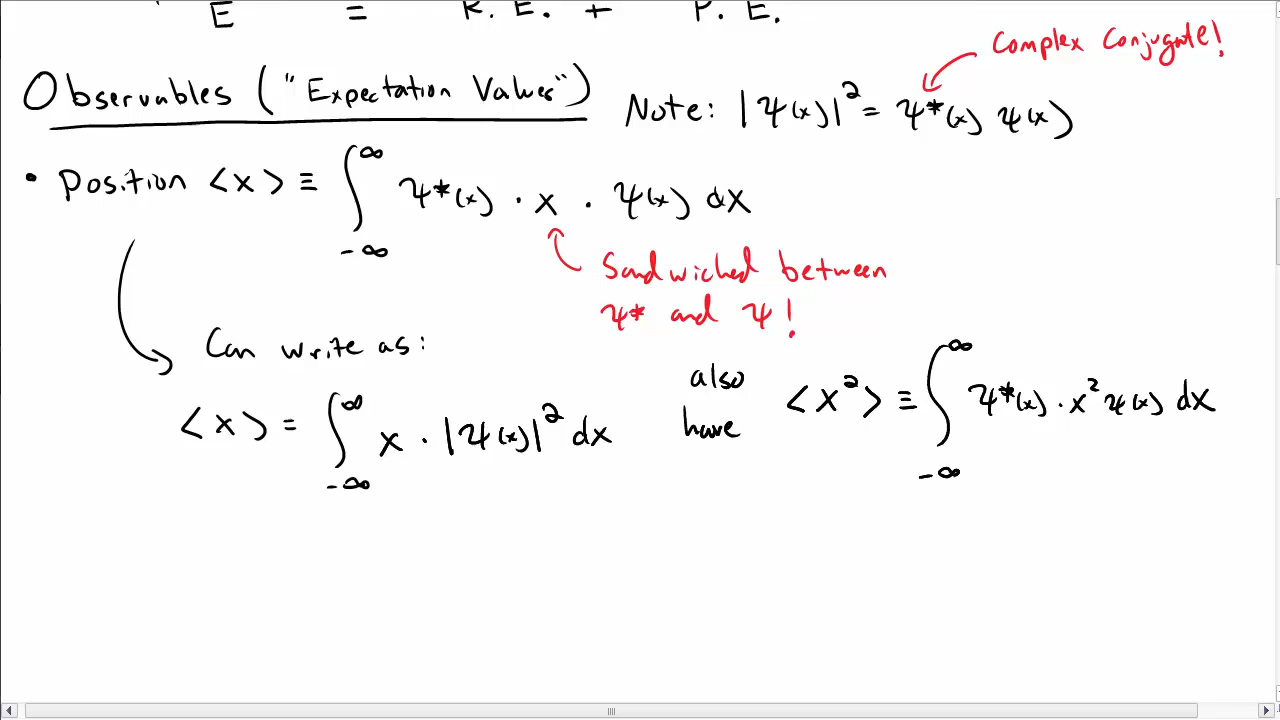 E = K.E. + P.E.
Complex Conjugate!
Observables ("Expectation Values")
Note: |Ψ(x)|² = Ψ*(x) Ψ(x)
• Position <x> ≡ ∫_{-∞}^{∞} Ψ*(x) · x · Ψ(x) dx
Sandwiched between
Ψ* and Ψ!
Can write as:
<x> = ∫_{-∞}^{∞} x · |Ψ(x)|² dx
also
have
<x²> ≡ ∫_{-∞}^{∞} Ψ*(x) · x² Ψ(x) dx